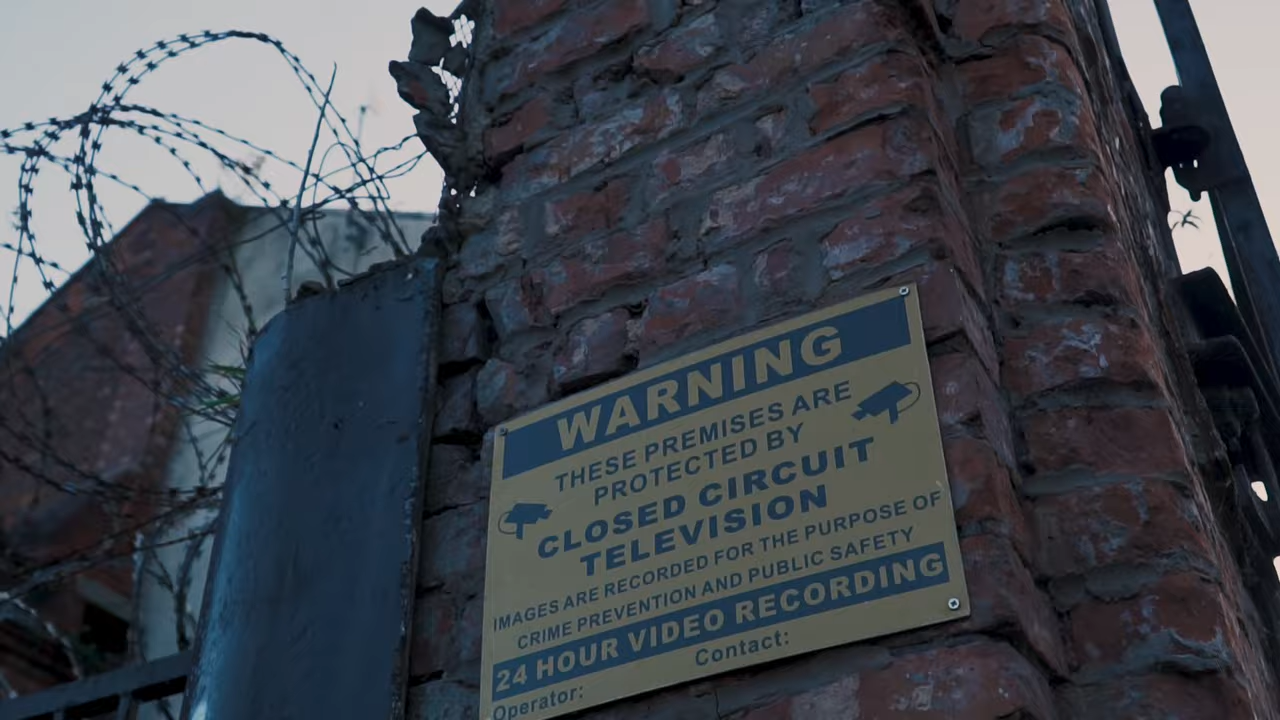 WARNING
THESE PREMISES ARE
PROTECTED BY
CLOSED CIRCUIT
TELEVISION
IMAGES ARE RECORDED FOR THE PURPOSE OF
CRIME PREVENTION AND PUBLIC SAFETY
24 HOUR VIDEO RECORDING
Operator: Contact: